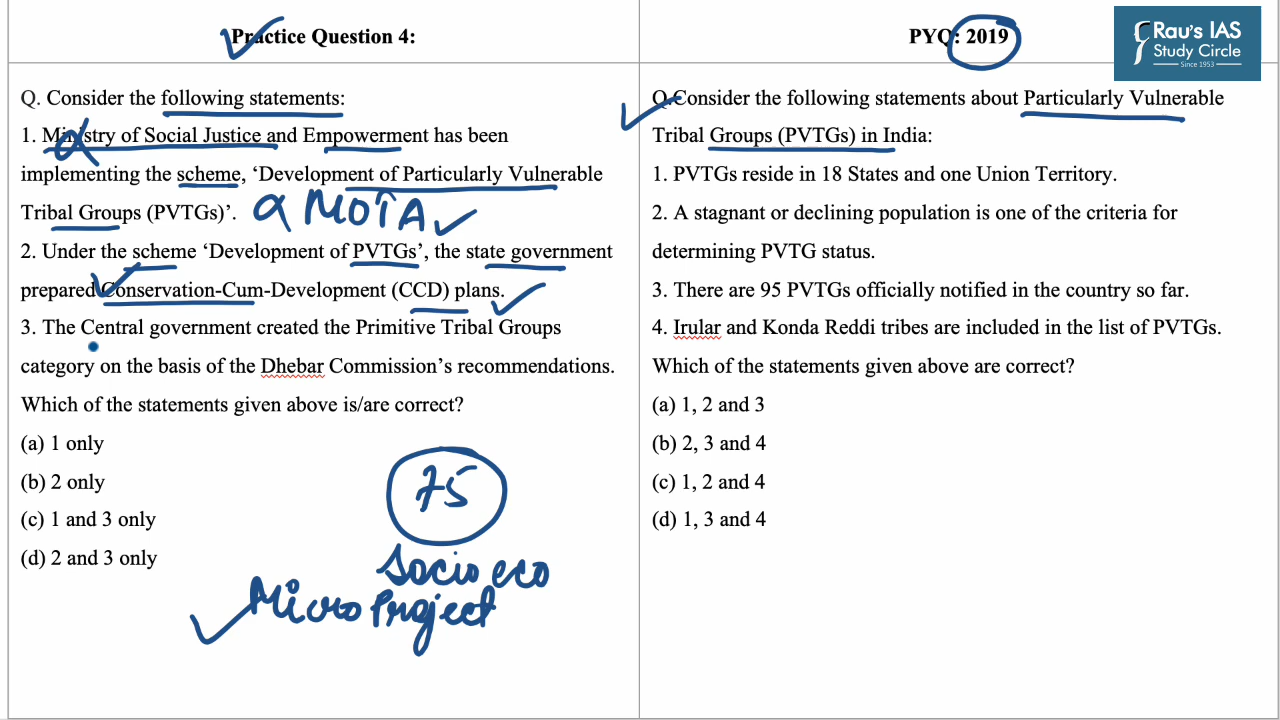 Practice Question 4:
Q. Consider the following statements:
1. Ministry of Social Justice and Empowerment has been
implementing the scheme, ‘Development of Particularly Vulnerable
Tribal Groups (PVTGs)’.
MOTA
2. Under the scheme ‘Development of PVTGs’, the state government
prepared Conservation-Cum-Development (CCD) plans.
3. The Central government created the Primitive Tribal Groups
category on the basis of the Dhebar Commission’s recommendations.
Which of the statements given above is/are correct?
(a) 1 only
(b) 2 only
(c) 1 and 3 only
(d) 2 and 3 only
75
Socio eco
Micro Project
PYQ: 2019
Rau's IAS
Study Circle
Since 1953
Q. Consider the following statements about Particularly Vulnerable
Tribal Groups (PVTGs) in India:
1. PVTGs reside in 18 States and one Union Territory.
2. A stagnant or declining population is one of the criteria for
determining PVTG status.
3. There are 95 PVTGs officially notified in the country so far.
4. Irular and Konda Reddi tribes are included in the list of PVTGs.
Which of the statements given above are correct?
(a) 1, 2 and 3
(b) 2, 3 and 4
(c) 1, 2 and 4
(d) 1, 3 and 4